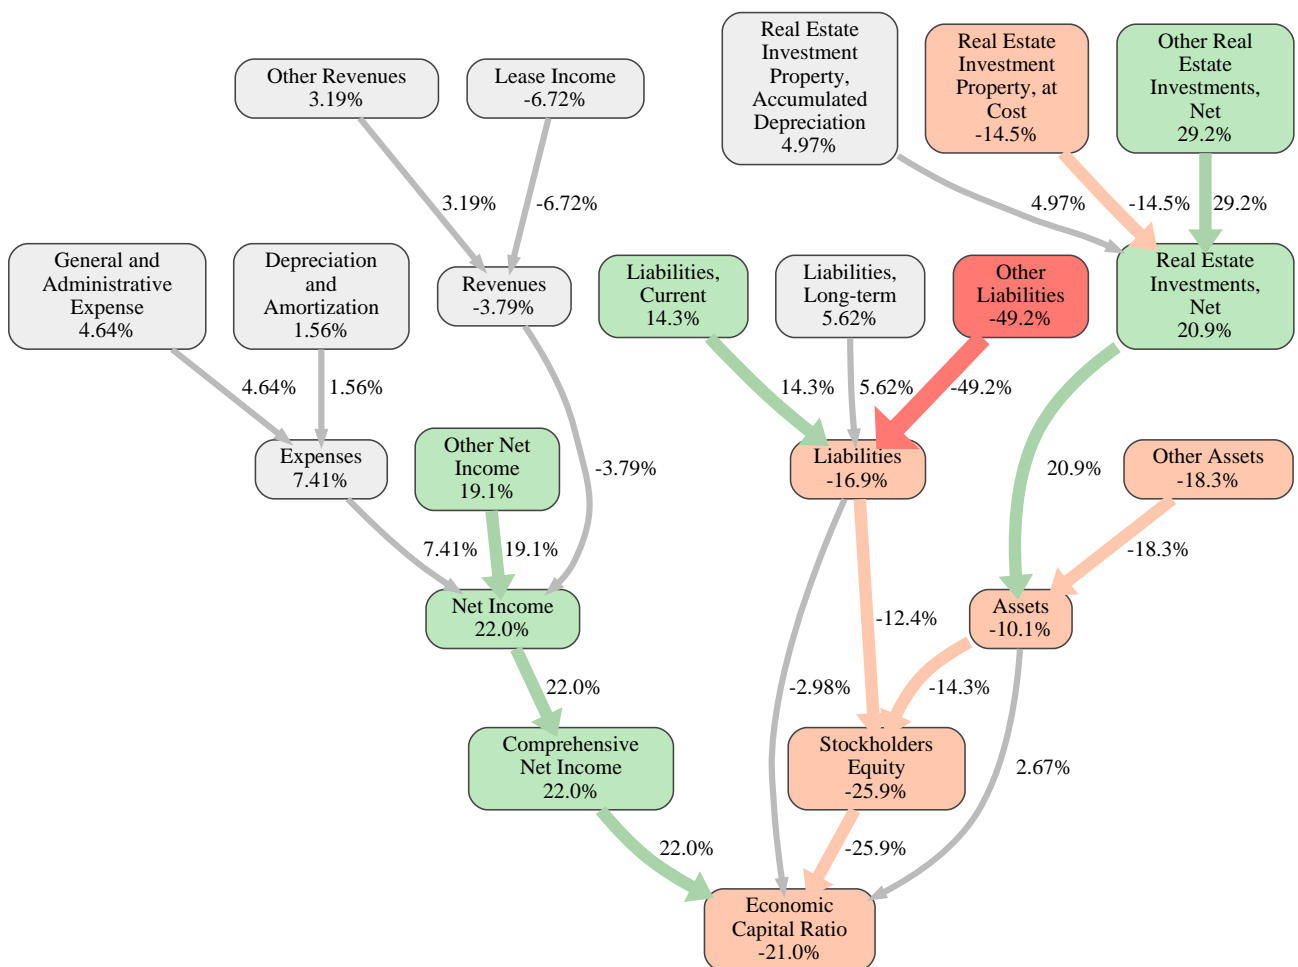 Real Estate
Investment
Property,
Accumulated
Depreciation
4.97%
Real Estate
Investment
Property, at
Cost
-14.5%
Other Real
Estate
Investments,
Net
29.2%
Other Revenues
3.19%
Lease Income
-6.72%
3.19%
-6.72%
4.97%
-14.5%
29.2%
General and
Administrative
Expense
4.64%
Depreciation
and
Amortization
1.56%
Revenues
-3.79%
Liabilities,
Current
14.3%
Liabilities,
Long-term
5.62%
Other
Liabilities
-49.2%
Real Estate
Investments,
Net
20.9%
4.64%
1.56%
14.3%
5.62%
-49.2%
Expenses
7.41%
Other Net
Income
19.1%
-3.79%
Liabilities
-16.9%
20.9%
Other Assets
-18.3%
7.41%
19.1%
-18.3%
Net Income
22.0%
-12.4%
Assets
-10.1%
22.0%
-2.98%
-14.3%
Comprehensive
Net Income
22.0%
Stockholders
Equity
-25.9%
2.67%
22.0%
-25.9%
Economic
Capital Ratio
-21.0%